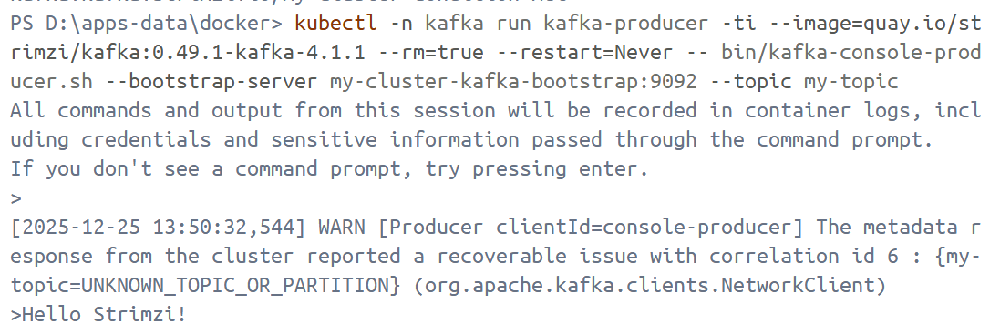 PS D:\apps-data\docker> kubectl -n kafka run kafka-producer -ti --image=quay.io/st
rimzi/kafka:0.49.1-kafka-4.1.1 --rm=true --restart=Never -- bin/kafka-console-prod
ucer.sh --bootstrap-server my-cluster-kafka-bootstrap:9092 --topic my-topic
All commands and output from this session will be recorded in container logs, incl
uding credentials and sensitive information passed through the command prompt.
If you don't see a command prompt, try pressing enter.
>
[2025-12-25 13:50:32,544] WARN [Producer clientId=console-producer] The metadata r
esponse from the cluster reported a recoverable issue with correlation id 6 : {my-
topic=UNKNOWN_TOPIC_OR_PARTITION} (org.apache.kafka.clients.NetworkClient)
>Hello Strimzi!